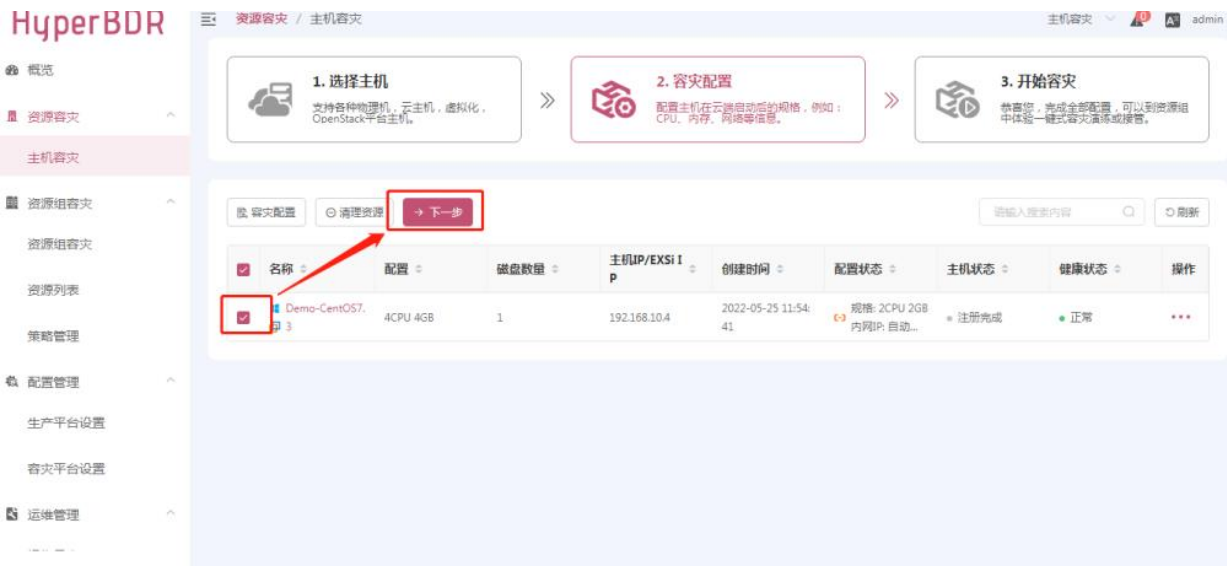 HyperBDR
资源容灾 / 主机容灾
主机容灾
admin
概览
资源容灾
主机容灾
资源组容灾
资源组容灾
资源列表
策略管理
配置管理
生产平台设置
容灾平台设置
运维管理
1. 选择主机
支持各种物理机，云主机，虚拟化，
OpenStack平台主机。
2. 容灾配置
配置主机在云端启动后的规格，例如：
CPU、内存、网络等信息。
3. 开始容灾
恭喜您，完成全部配置，可以到资源组
中体验一键式容灾演练或接管。
容灾配置
清理资源
下一步
请输入搜索内容
刷新
名称 配置 磁盘数量 主机IP/EXSi I 创建时间 配置状态 主机状态 健康状态 操作
P
Demo-CentOS7. 4CPU 4GB 1 192.168.10.4 2022-05-25 11:54: 规格: 2CPU 2GB 注册完成 正常
3 41 内网IP: 自动...